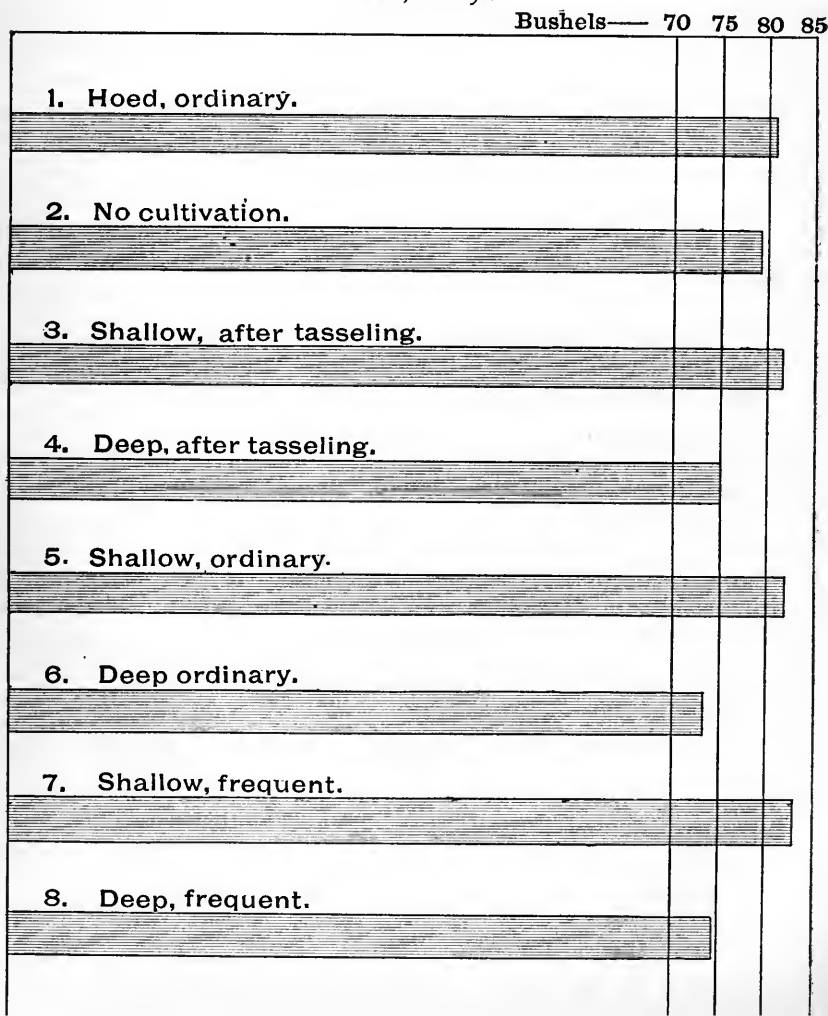 Bushels— 70 75 80 85
1. Hoed, ordinary.
2. No cultivation.
3. Shallow, after tasseling.
4. Deep, after tasseling.
5. Shallow, ordinary.
6. Deep ordinary.
7. Shallow, frequent.
8. Deep, frequent.